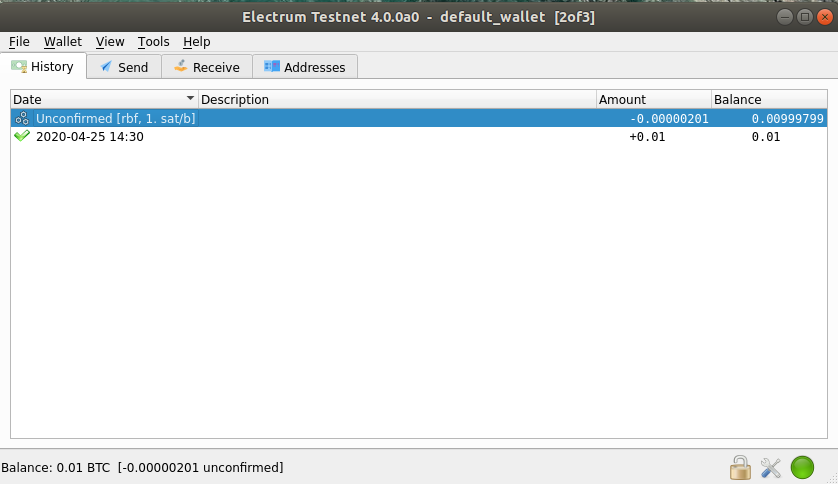 Electrum Testnet 4.0.0a0 - default_wallet [2of3]
File Wallet View Tools Help
History Send Receive Addresses
Date Description Amount Balance
Unconfirmed [rbf, 1. sat/b] -0.00000201 0.00999799
2020-04-25 14:30 +0.01 0.01
Balance: 0.01 BTC [-0.00000201 unconfirmed]